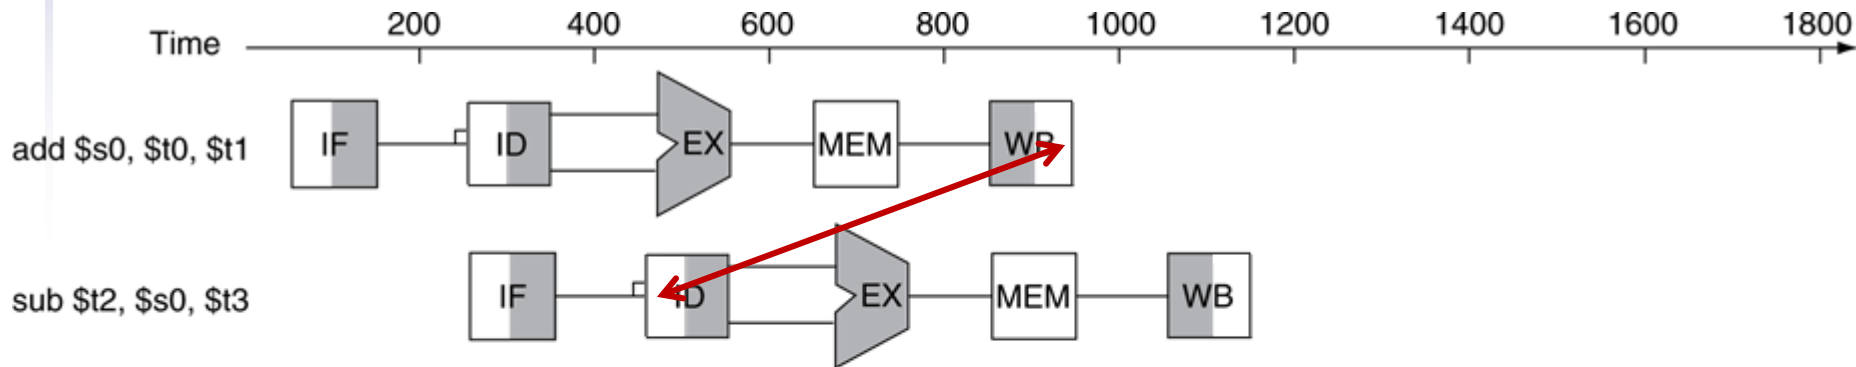 200 400 600 800 1000 1200 1400 1600 1800
Time
add $s0, $t0, $t1 IF ID EX MEM WB
sub $t2, $s0, $t3 IF ID EX MEM WB